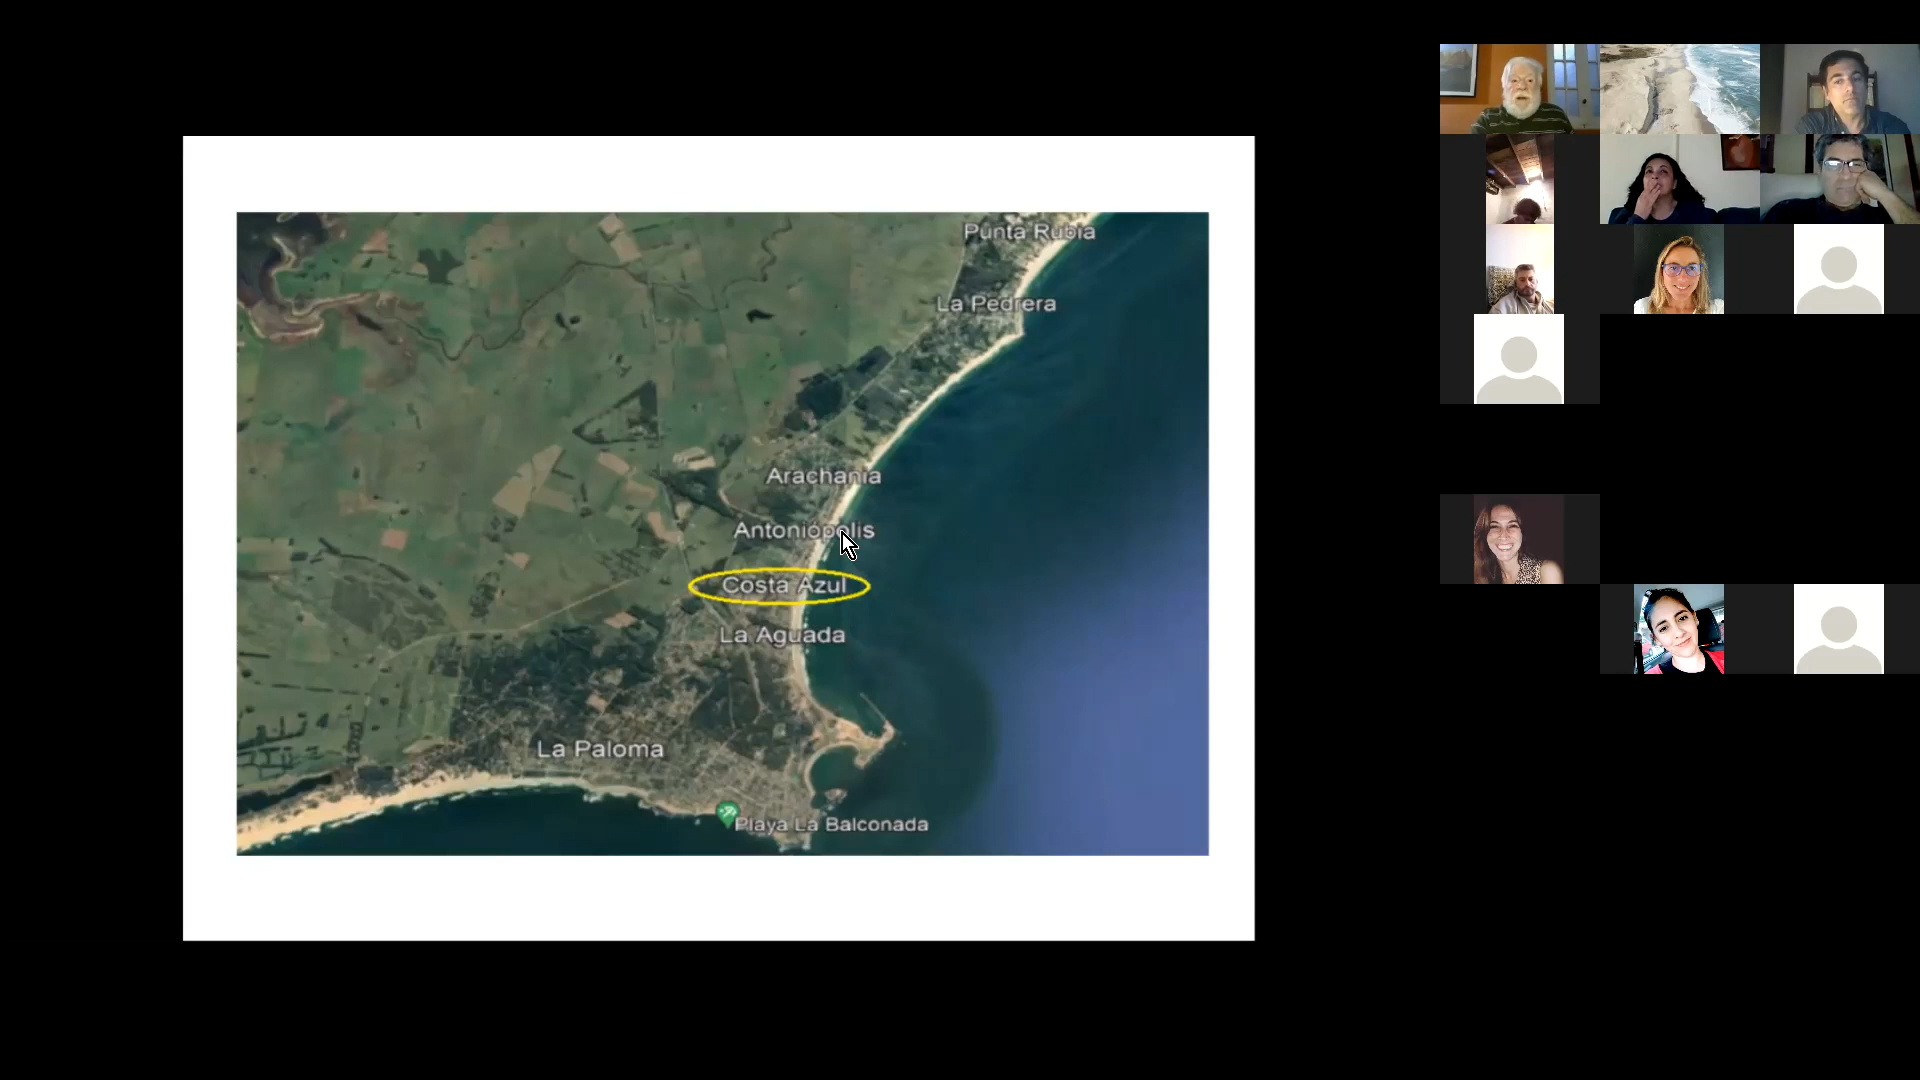 Punta Rubia
La Pedrera
Arachania
Antoniópolis
Costa Azul
La Aguada
La Paloma
Playa La Balconada